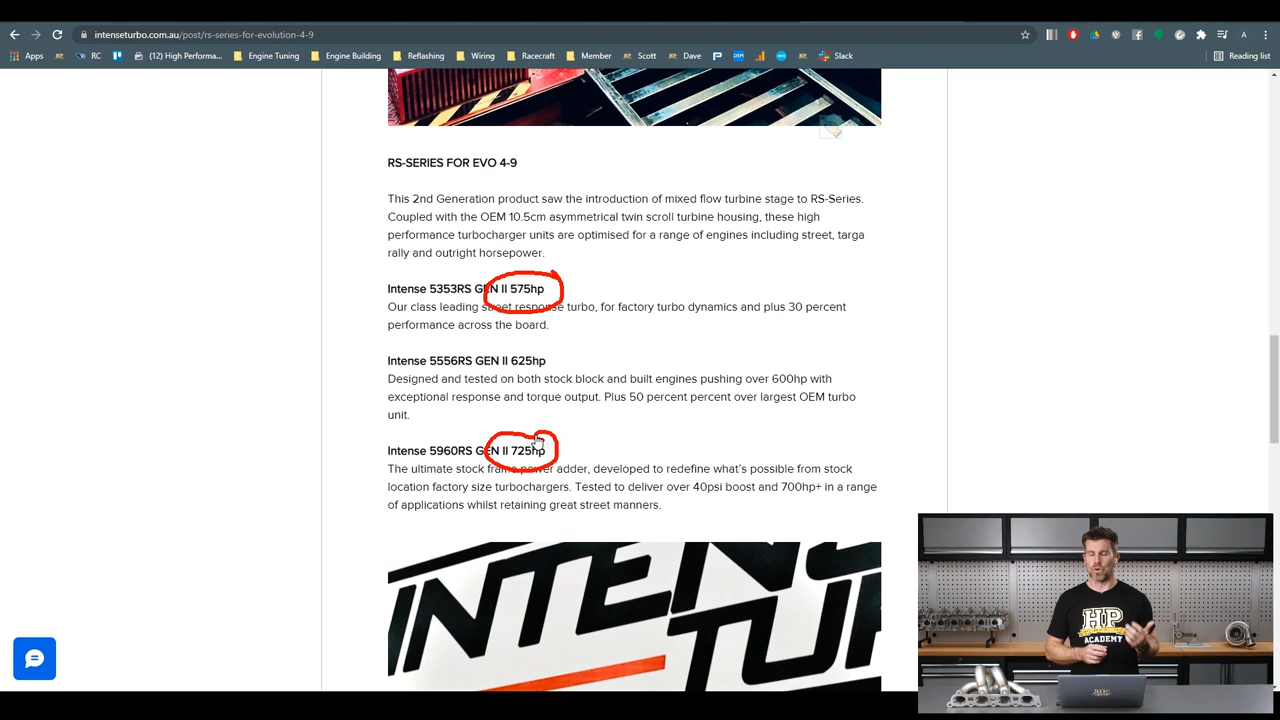 intenseturbo.com.au/post/rs-series-for-evolution-4-9
Apps RC (12) High Performa... Engine Tuning Engine Building Reflashing Wiring Racecraft Member Scott Dave Slack Reading list
RS-SERIES FOR EVO 4-9
This 2nd Generation product saw the introduction of mixed flow turbine stage to RS-Series.
Coupled with the OEM 10.5cm asymmetrical twin scroll turbine housing, these high
performance turbocharger units are optimised for a range of engines including street, targa
rally and outright horsepower.
Intense 5353RS GEN II 575hp
Our class leading street response turbo, for factory turbo dynamics and plus 30 percent
performance across the board.
Intense 5556RS GEN II 625hp
Designed and tested on both stock block and built engines pushing over 600hp with
exceptional response and torque output. Plus 50 percent percent over largest OEM turbo
unit.
Intense 5960RS GEN II 725hp
The ultimate stock frame power adder, developed to redefine what's possible from stock
location factory size turbochargers. Tested to deliver over 40psi boost and 700hp+ in a range
of applications whilst retaining great street manners.
HP
ACADEMY